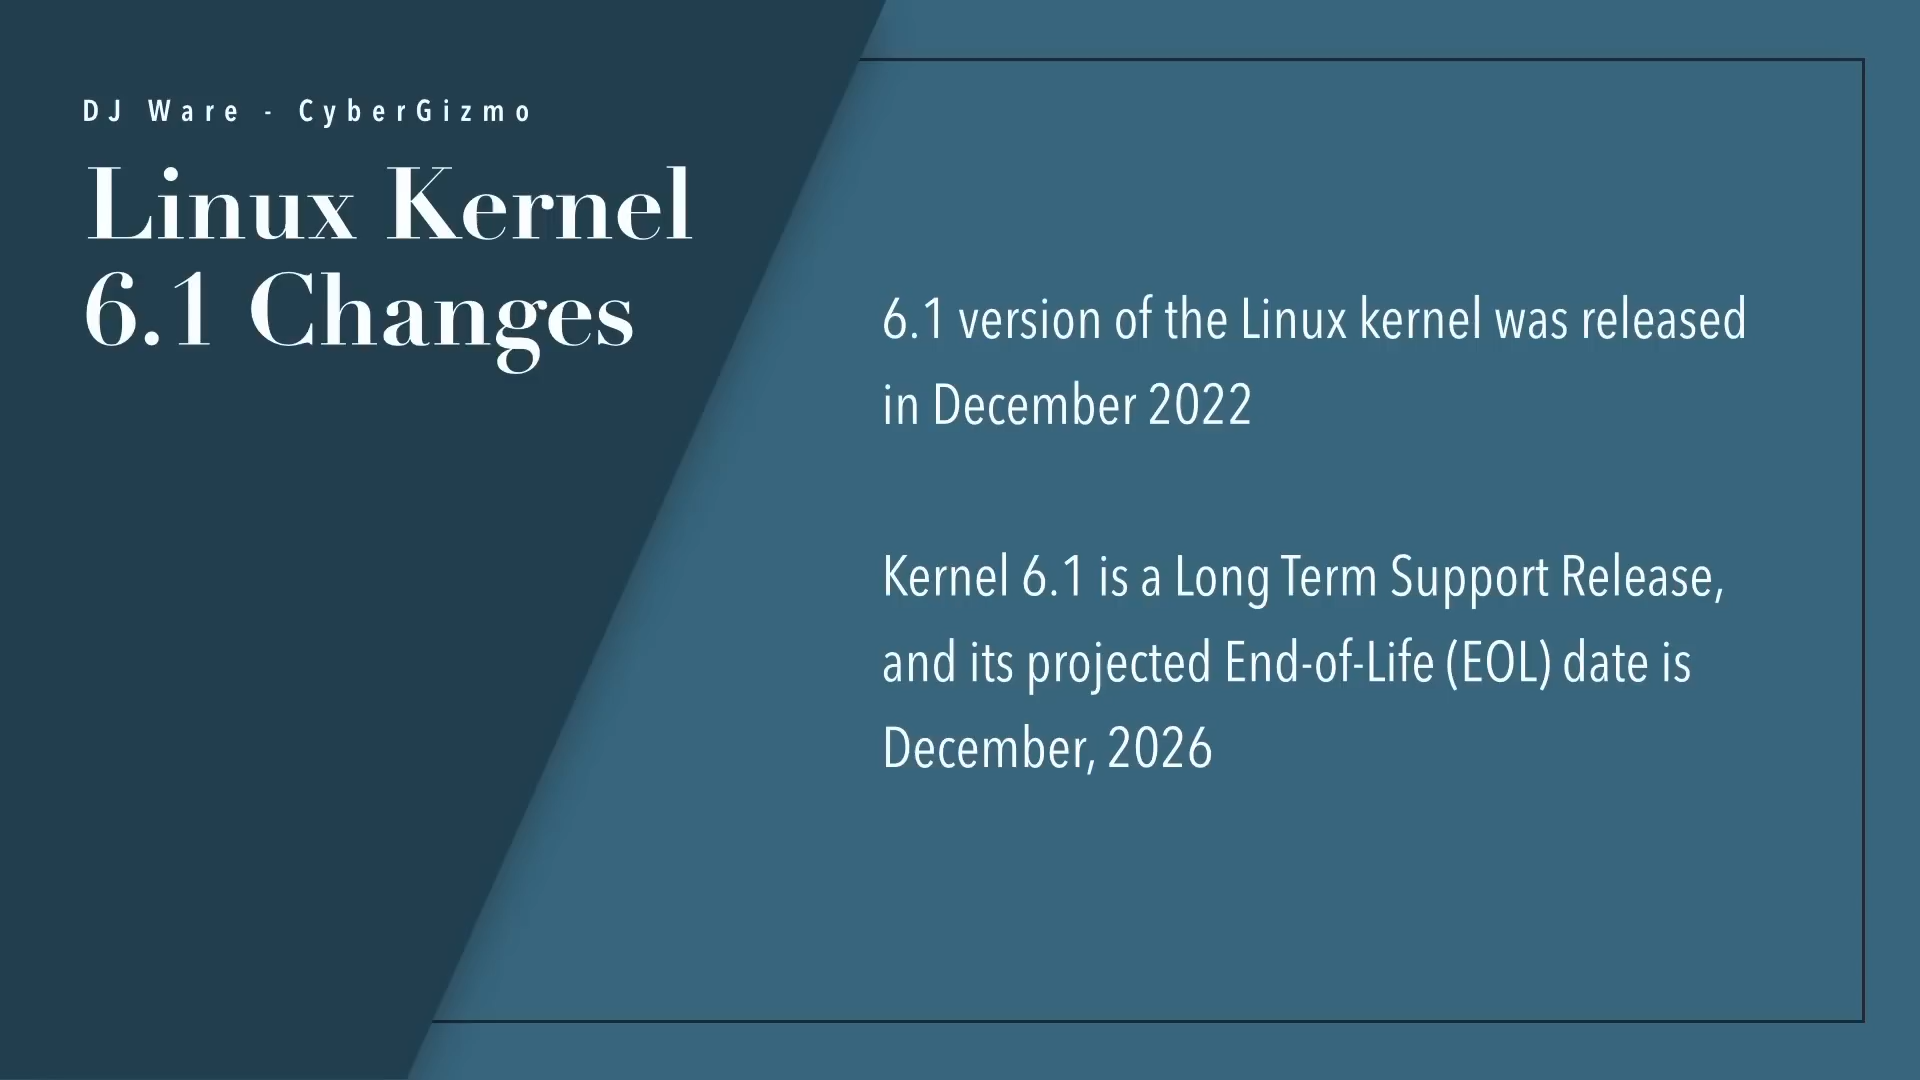 DJ Ware - CyberGizmo
Linux Kernel
6.1 Changes
6.1 version of the Linux kernel was released
in December 2022
Kernel 6.1 is a Long Term Support Release,
and its projected End-of-Life (EOL) date is
December, 2026